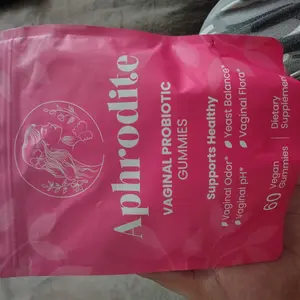 Aphrodite
VAGINAL PROBIOTIC
GUMMIES
Supports Healthy
Vaginal Odor* Yeast Balance*
Vaginal pH* Vaginal Flora*
60 Vegan
Gummies
Dietary
Supplement